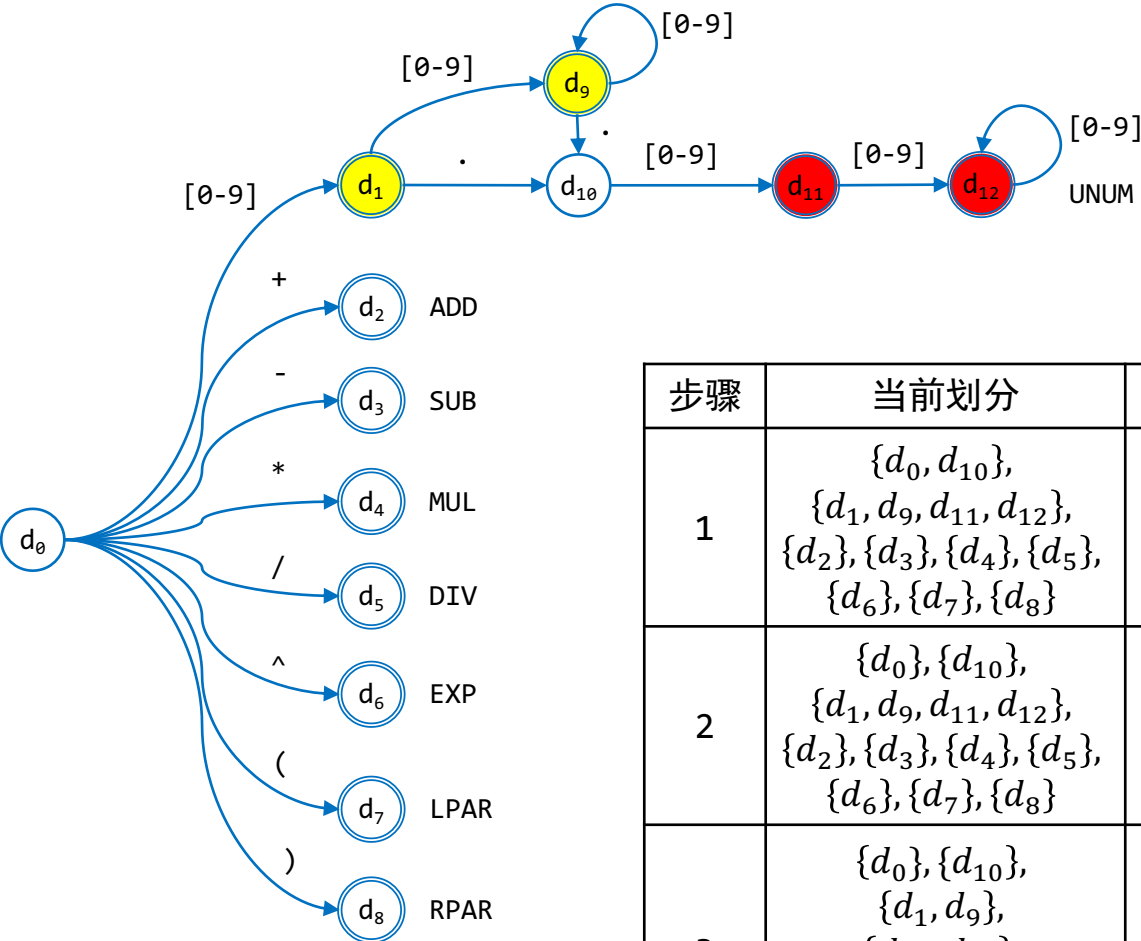 [0-9]
[0-9]
d₉
.
[0-9]
d₁
.
d₁₀
[0-9]
d₁₁
[0-9]
d₁₂
[0-9]
UNUM
+
d₂ ADD
-
d₃ SUB
*
d₄ MUL
d₀
/
d₅ DIV
^
d₆ EXP
(
d₇ LPAR
)
d₈ RPAR
步骤 当前划分
1
{d₀, d₁₀},
{d₁, d₉, d₁₁, d₁₂},
{d₂}, {d₃}, {d₄}, {d₅},
{d₆}, {d₇}, {d₈}
2
{d₀}, {d₁₀},
{d₁, d₉, d₁₁, d₁₂},
{d₂}, {d₃}, {d₄}, {d₅},
{d₆}, {d₇}, {d₈}
{d₀}, {d₁₀},
{d₁, d₉},